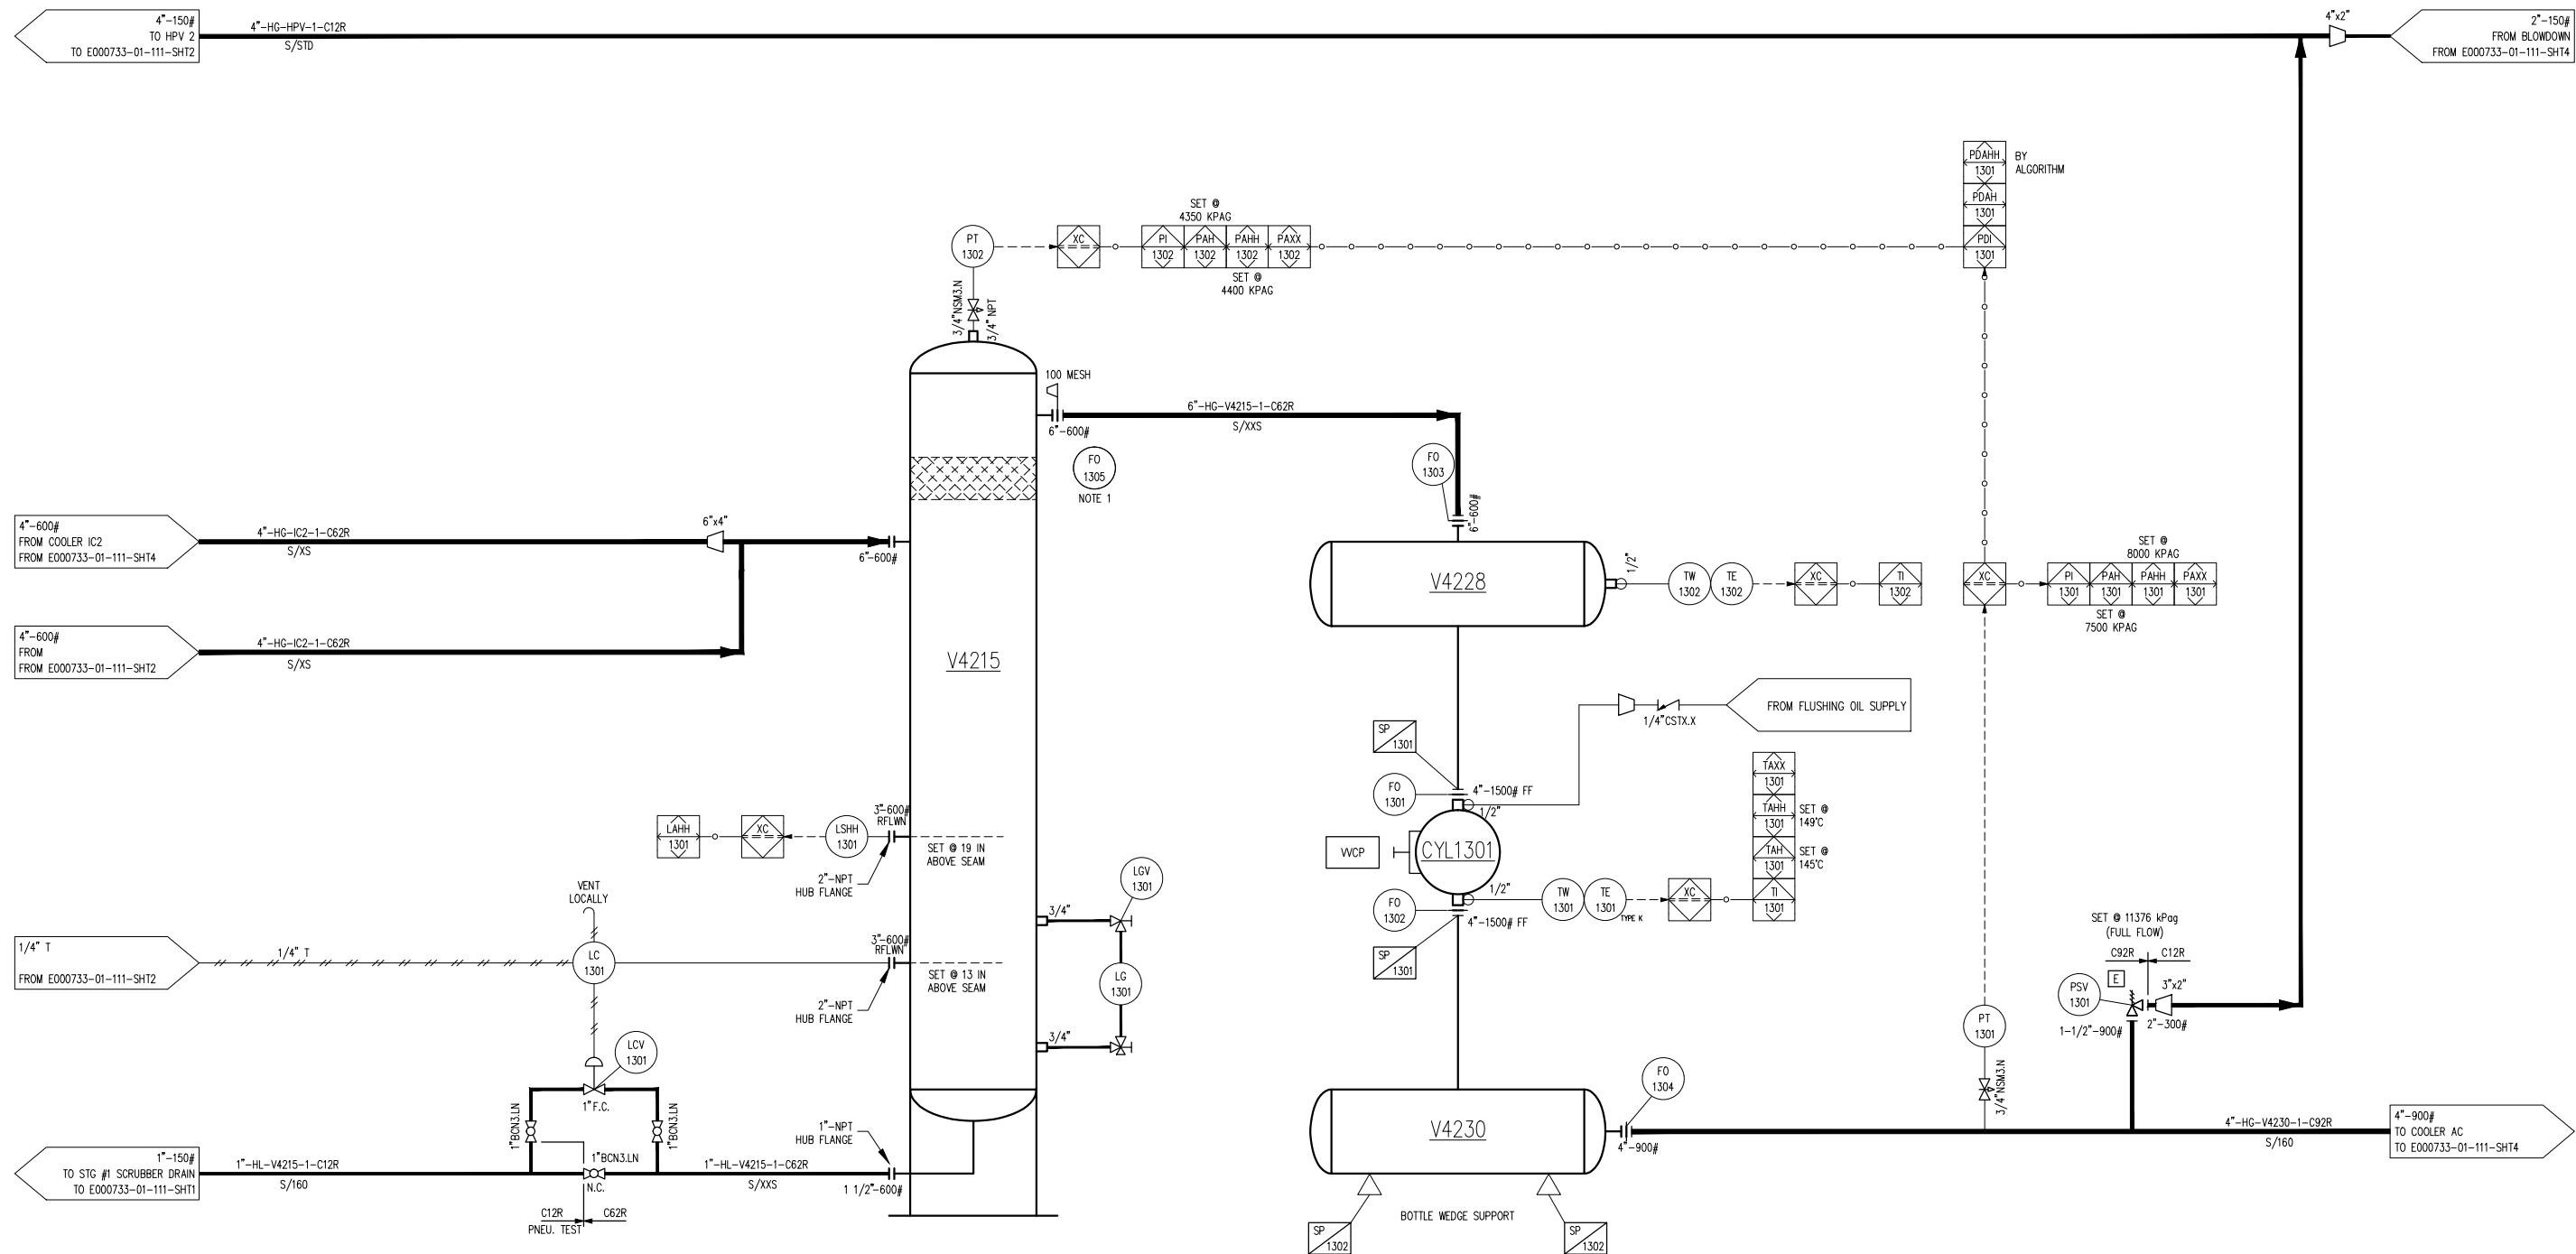 4"-150#
TO HPV 2
TO E000733-01-111-SHT2
4"-HG-HPV-1-C12R
S/STD
4"x2"
2"-150#
FROM BLOWDOWN
FROM E000733-01-111-SHT4
PDAHH
1301
BY
ALGORITHM
PDAH
1301
PDI
1301
SET @
4350 KPAG
PT
1302
XC
PI
1302
PAH
1302
PAHH
1302
PAXX
1302
SET @
4400 KPAG
3/4"NSM3.N
3/4"NPT
100 MESH
6"-600#
6"-HG-V4215-1-C62R
S/XXS
FO
1305
NOTE 1
FO
1303
6"-600#
4"-600#
FROM COOLER IC2
FROM E000733-01-111-SHT4
4"-HG-IC2-1-C62R
S/XS
6"x4"
6"-600#
V4228
1/2"
TW
1302
TE
1302
XC
TI
1302
XC
SET @
8000 KPAG
PI
1301
PAH
1301
PAHH
1301
PAXX
1301
SET @
7500 KPAG
4"-600#
FROM
FROM E000733-01-111-SHT2
4"-HG-IC2-1-C62R
S/XS
V4215
FROM FLUSHING OIL SUPPLY
1/4"CSTX.X
SP
1301
FO
1301
4"-1500# FF
1/2"
TAXX
1301
TAHH
1301
SET @
149°C
TAH
1301
SET @
145°C
TI
1301
VVCP
CYL1301
1/2"
TW
1301
TE
1301
TYPE K
XC
FO
1302
4"-1500# FF
SP
1301
3"-600#
RFLWN
LAHH
1301
XC
LSHH
1301
SET @ 19 IN
ABOVE SEAM
2"-NPT
HUB FLANGE
LGV
1301
VENT
LOCALLY
3/4"
1/4" T
FROM E000733-01-111-SHT2
1/4" T
LC
1301
3"-600#
RFLWN
SET @ 13 IN
ABOVE SEAM
2"-NPT
HUB FLANGE
LG
1301
3/4"
SET @ 11376 kPag
(FULL FLOW)
C92R
C12R
E
3"x2"
PSV
1301
1-1/2"-900#
2"-300#
PT
1301
3/4"NSM3.N
LCV
1301
1"F.C.
1"BCN3.LN
1"BCN3.LN
1"BCN3.LN
N.C.
1"-150#
TO STG #1 SCRUBBER DRAIN
TO E000733-01-111-SHT1
1"-HL-V4215-1-C12R
S/160
1"-HL-V4215-1-C62R
S/XXS
C12R
C62R
PNEU. TEST
1"-NPT
HUB FLANGE
1 1/2"-600#
V4230
FO
1304
4"-900#
4"-HG-V4230-1-C92R
S/160
4"-900#
TO COOLER AC
TO E000733-01-111-SHT4
SP
1302
BOTTLE WEDGE SUPPORT
SP
1302